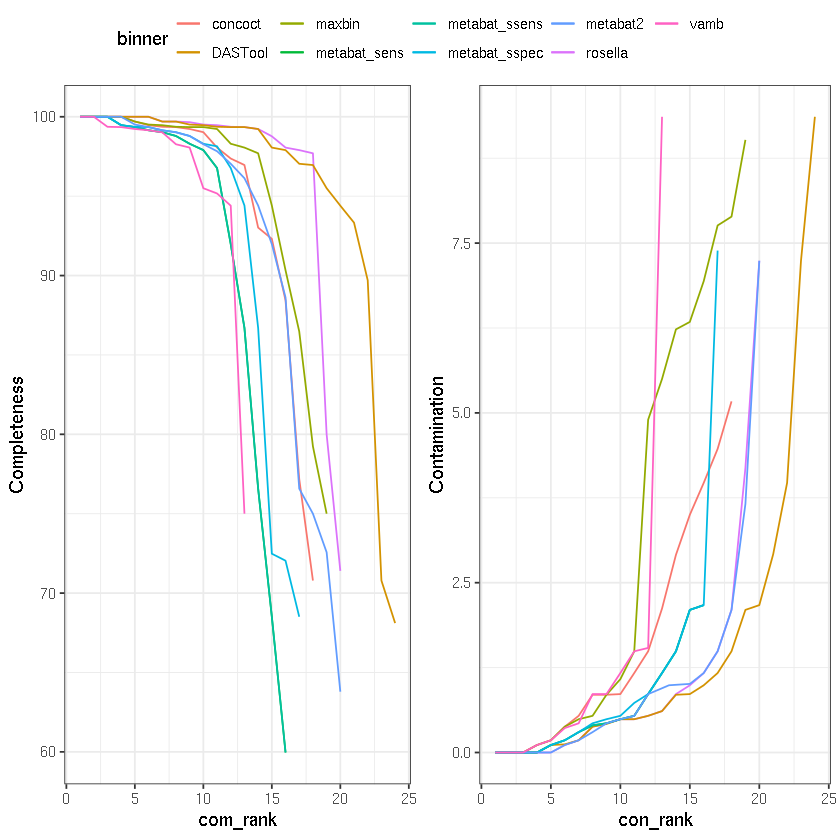 binner
concoct maxbin metabat_ssens metabat2 vamb
DASTool metabat_sens metabat_sspec rosella
Completeness
100
90
80
70
60
0 5 10 15 20 25
com_rank
Contamination
7.5
5.0
2.5
0.0
0 5 10 15 20 25
con_rank